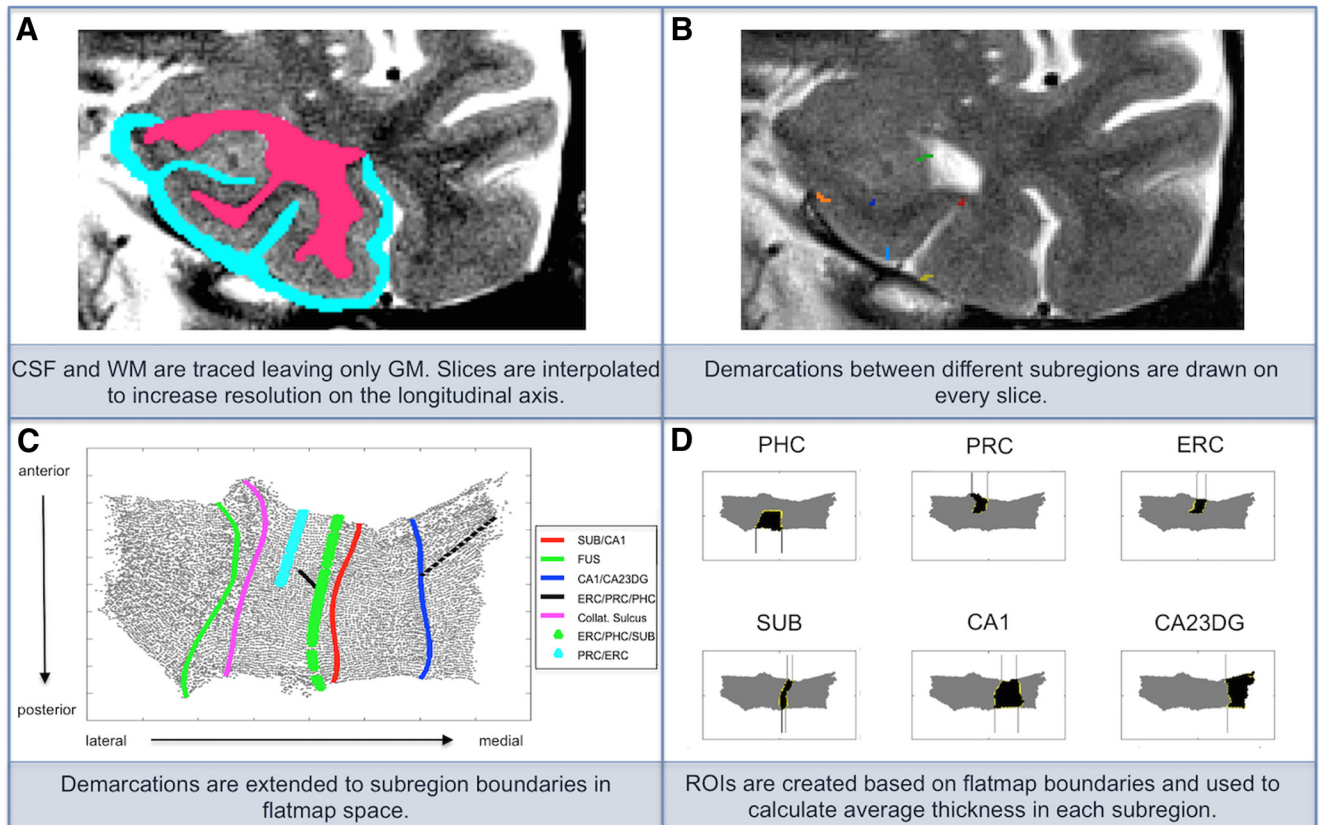 A
CSF and WM are traced leaving only GM. Slices are interpolated
to increase resolution on the longitudinal axis.
B
Demarcations between different subregions are drawn on
every slice.
C
anterior
posterior
lateral
medial
SUB/CA1
FUS
CA1/CA23DG
ERC/PRC/PHC
Collat. Sulcus
ERC/PHC/SUB
PRC/ERC
Demarcations are extended to subregion boundaries in
flatmap space.
D
PHC
PRC
ERC
SUB
CA1
CA23DG
ROIs are created based on flatmap boundaries and used to
calculate average thickness in each subregion.